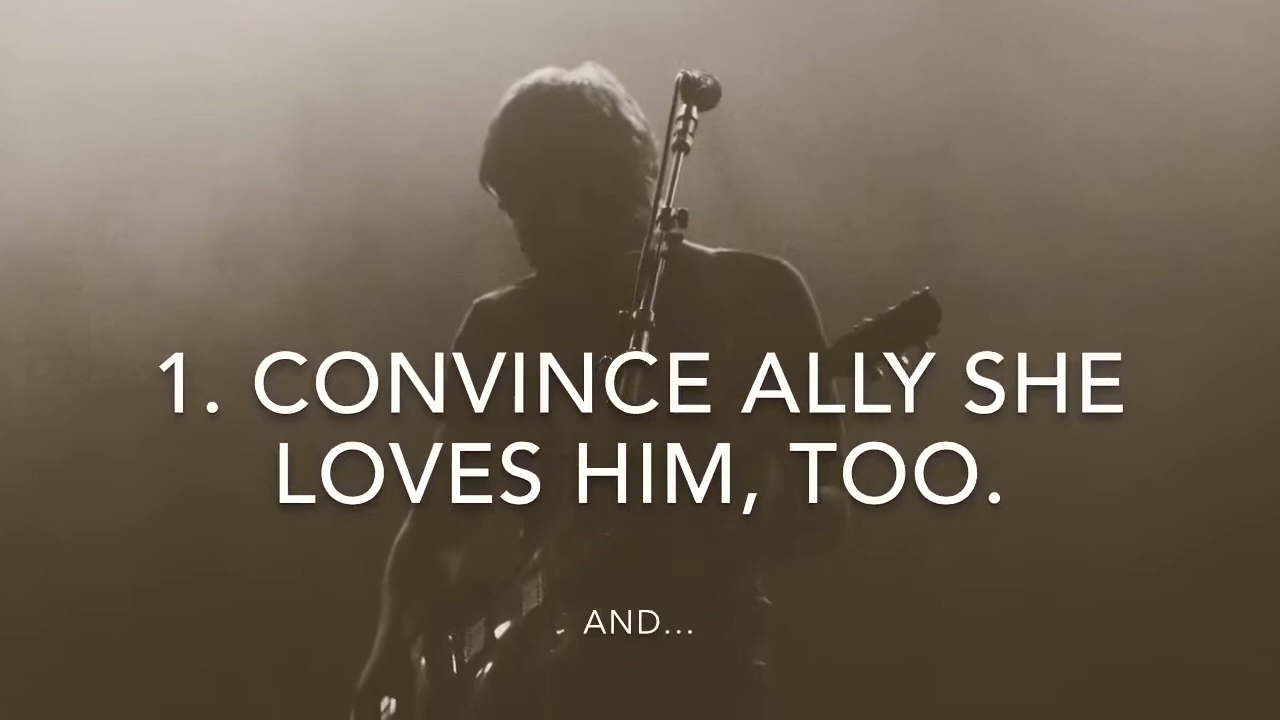 1. CONVINCE ALLY SHE
LOVES HIM, TOO.
AND...